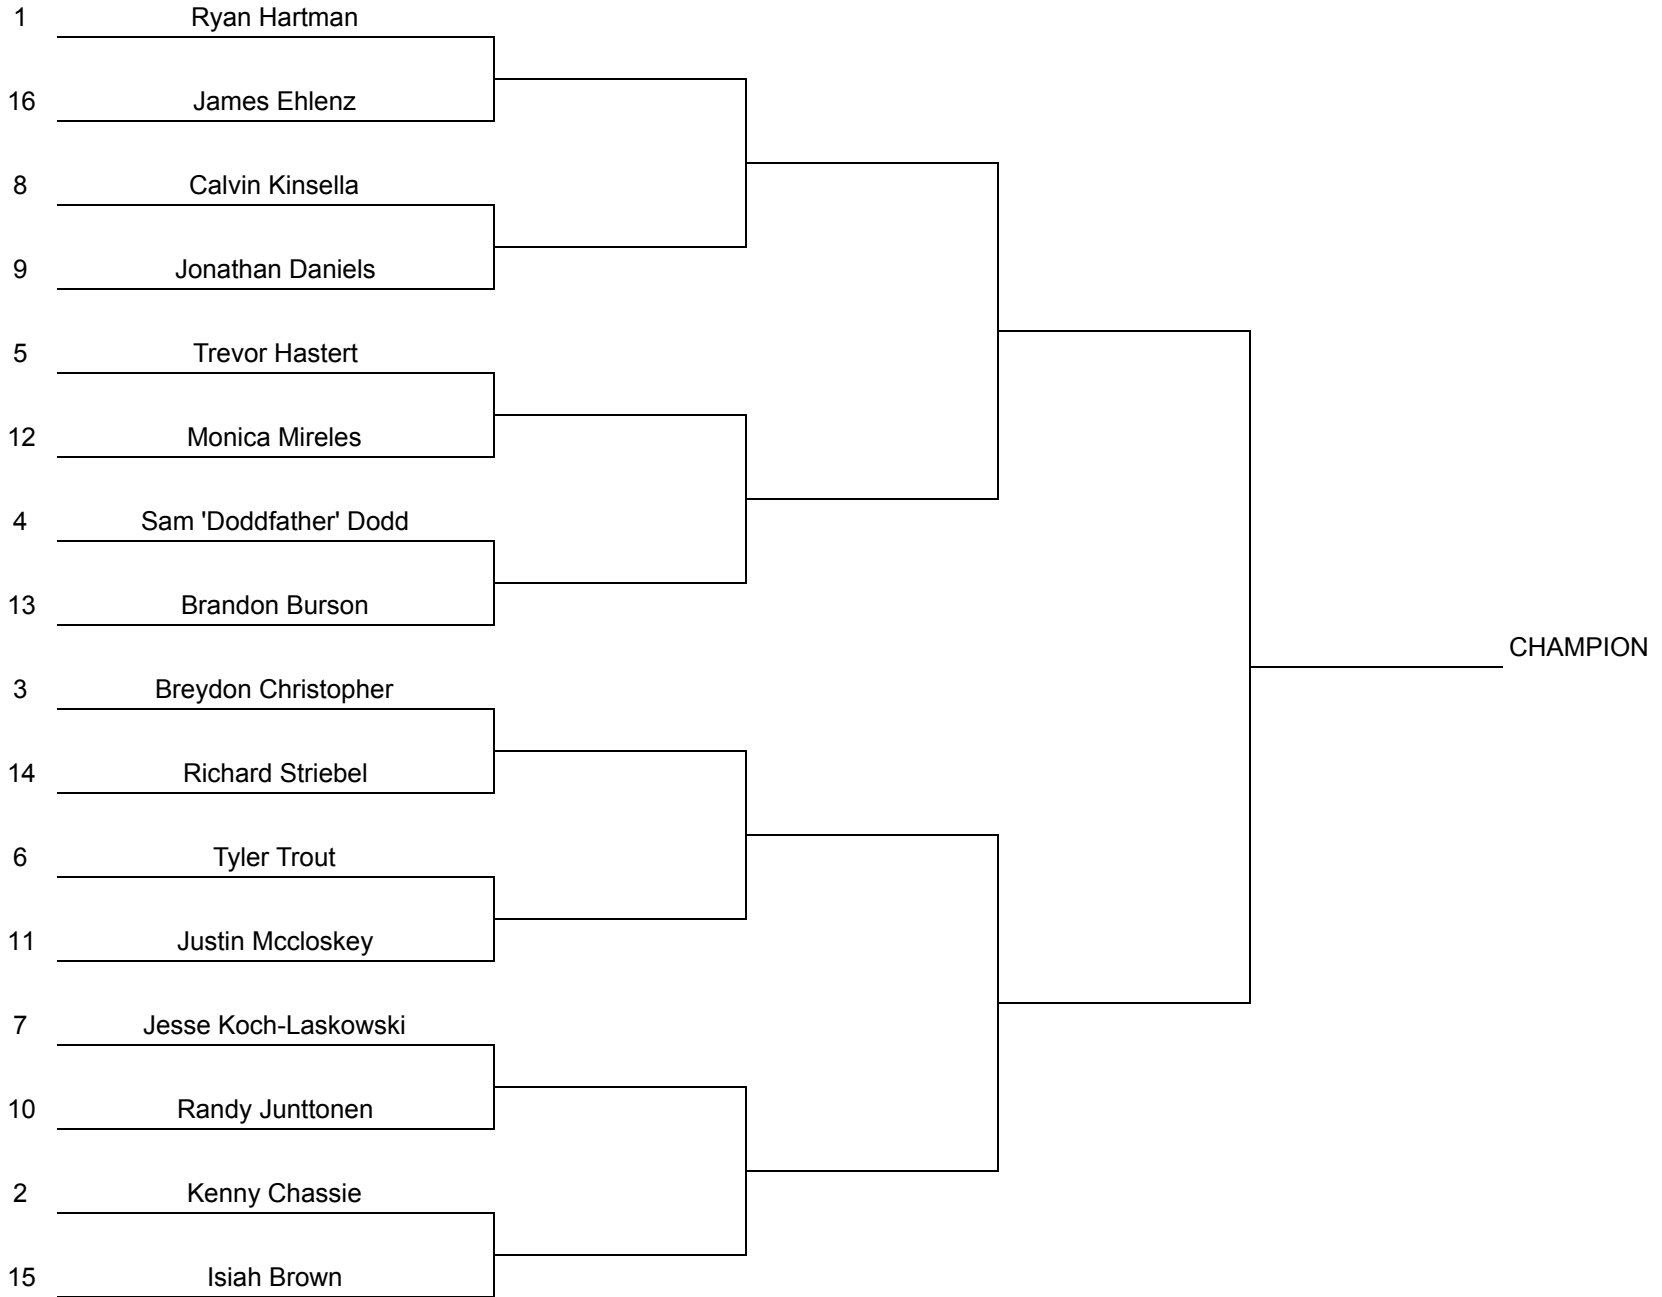 1 Ryan Hartman
16 James Ehlenz
8 Calvin Kinsella
9 Jonathan Daniels
5 Trevor Hastert
12 Monica Mireles
4 Sam 'Doddfather' Dodd
13 Brandon Burson
CHAMPION
3 Breydon Christopher
14 Richard Striebel
6 Tyler Trout
11 Justin Mccloskey
7 Jesse Koch-Laskowski
10 Randy Junttonen
2 Kenny Chassie
15 Isiah Brown